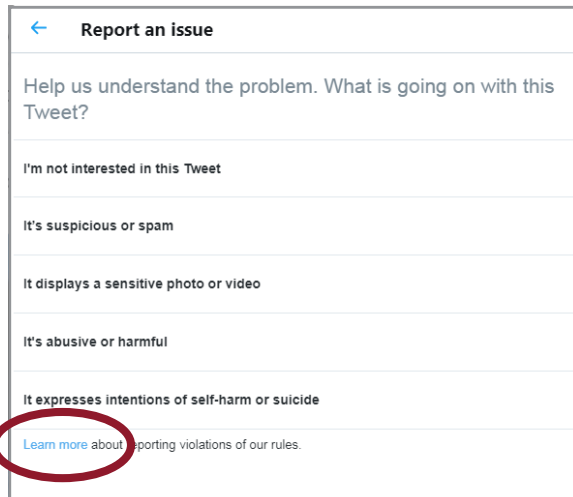 Report an issue
Help us understand the problem. What is going on with this
Tweet?
I'm not interested in this Tweet
It's suspicious or spam
It displays a sensitive photo or video
It's abusive or harmful
It expresses intentions of self-harm or suicide
Learn more about reporting violations of our rules.